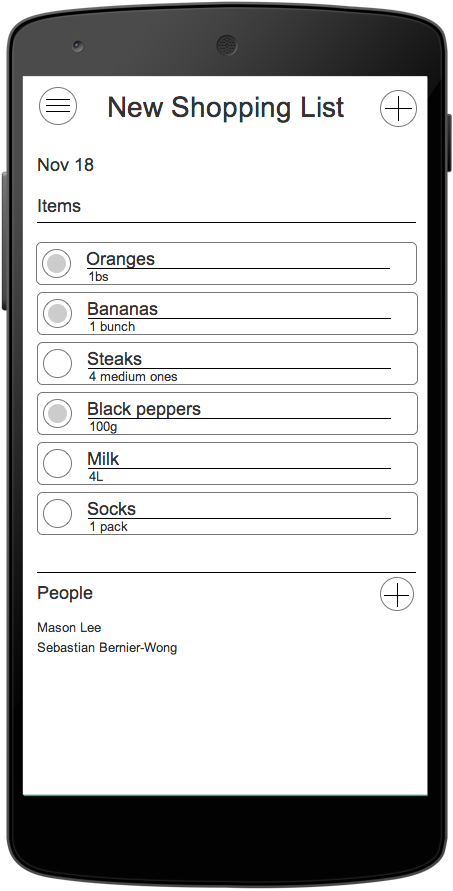 New Shopping List
Nov 18
Items
Oranges
1bs
Bananas
1 bunch
Steaks
4 medium ones
Black peppers
100g
Milk
4L
Socks
1 pack
People
Mason Lee
Sebastian Bernier-Wong